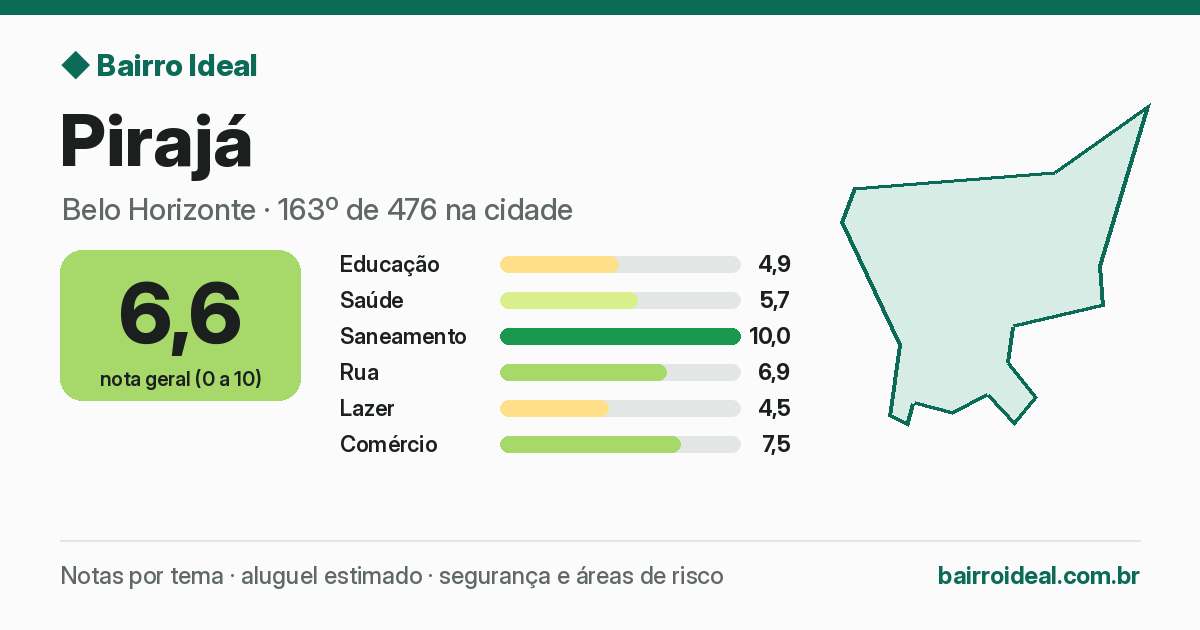 Bairro Ideal
Pirajá
Belo Horizonte · 163º de 476 na cidade
6,6
nota geral (0 a 10)
Educação 4,9
Saúde 5,7
Saneamento 10,0
Rua 6,9
Lazer 4,5
Comércio 7,5
Notas por tema · aluguel estimado · segurança e áreas de risco
bairroideal.com.br